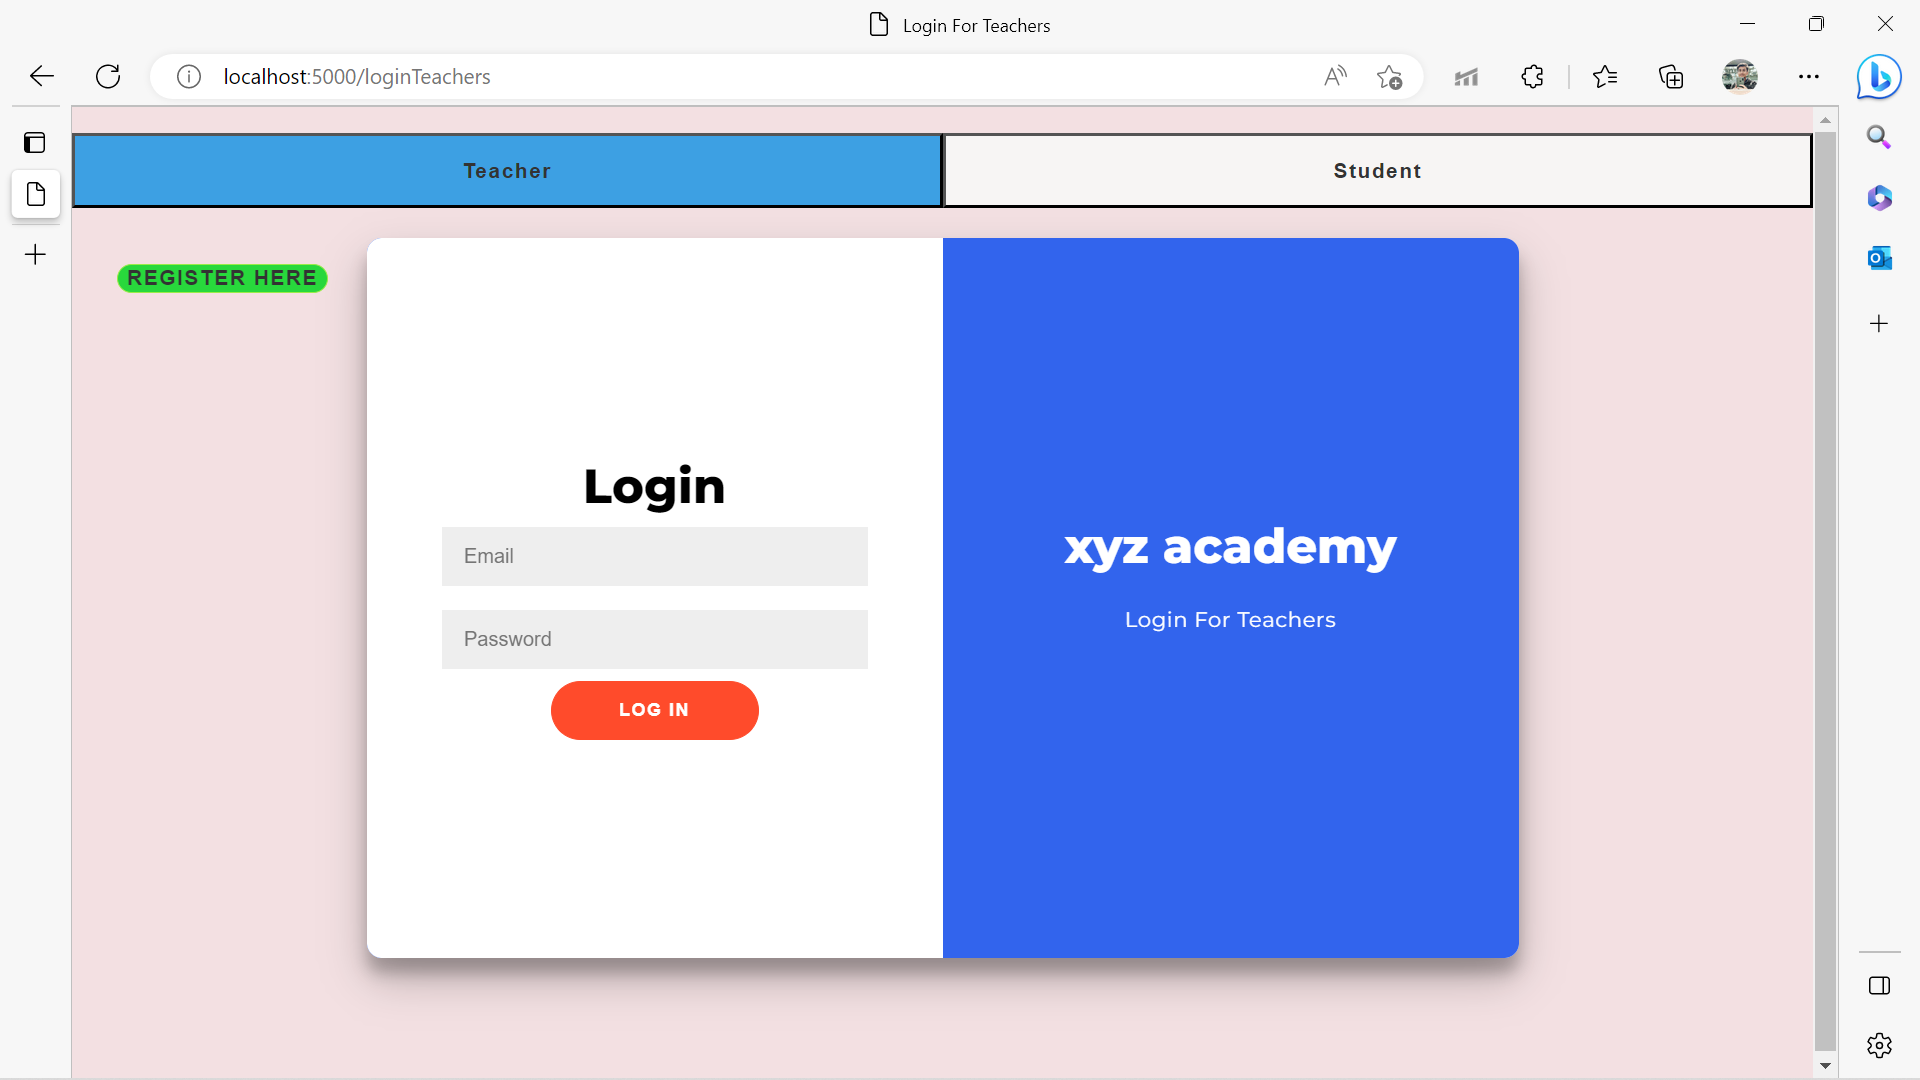 Login For Teachers
localhost:5000/loginTeachers
Teacher
Student
REGISTER HERE
Login
Email
Password
LOG IN
xyz academy
Login For Teachers